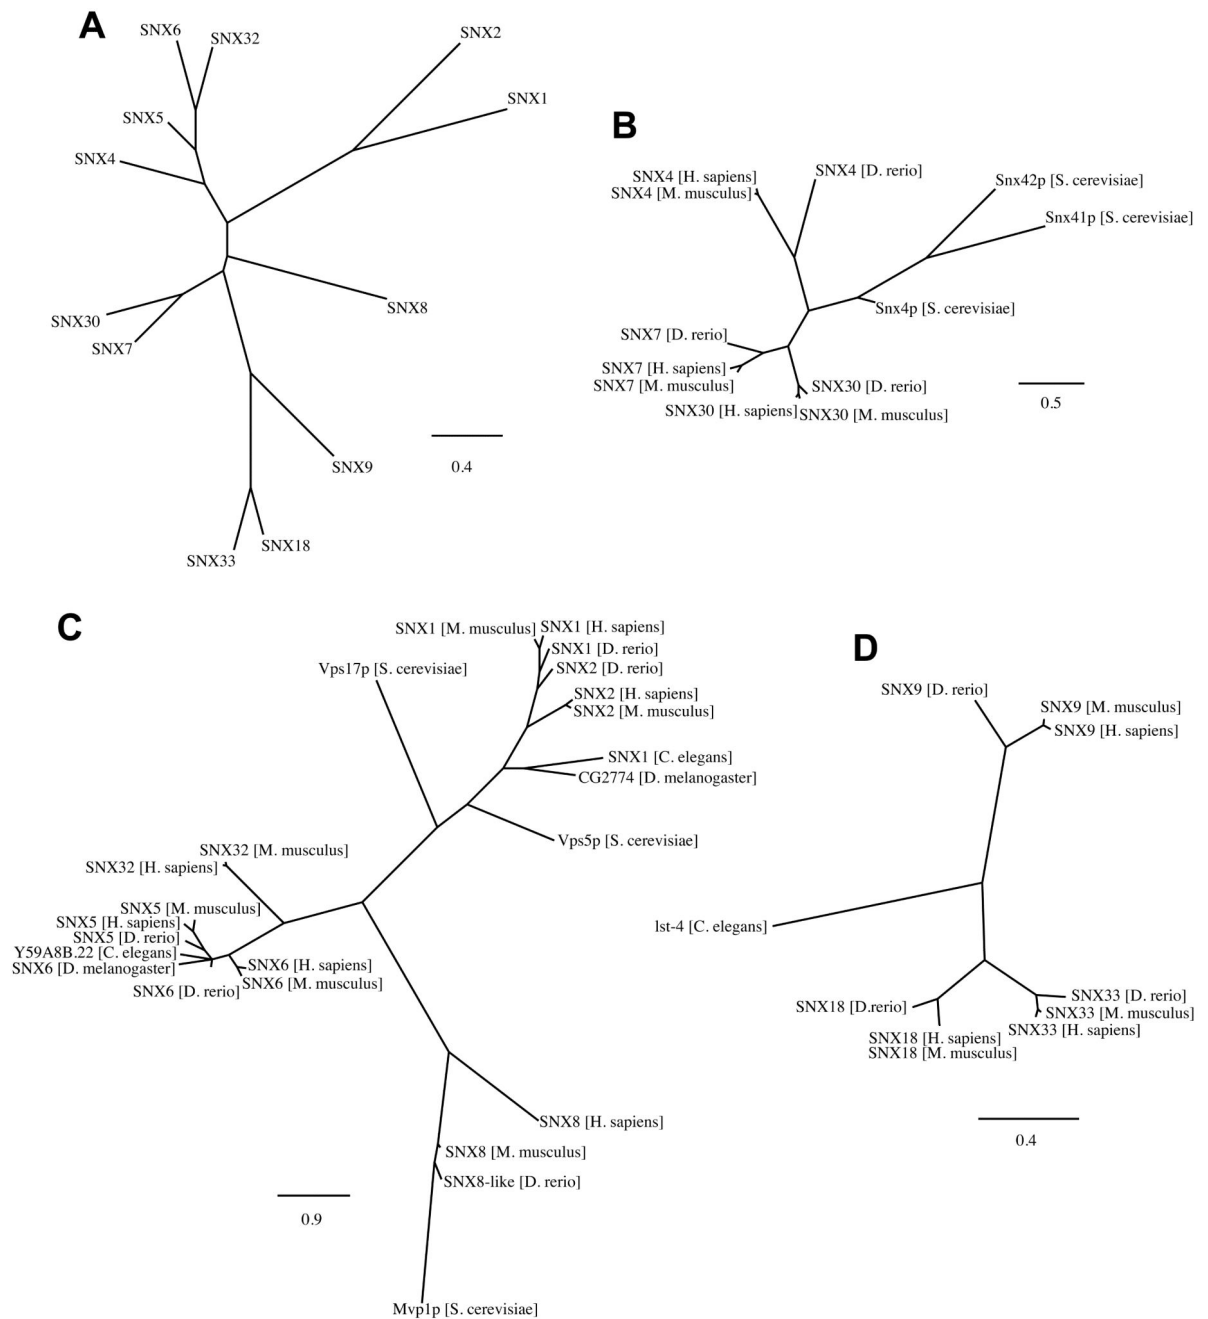 A
SNX6
SNX32
SNX2
SNX1
SNX5
SNX4
SNX8
SNX30
SNX7
SNX9
0.4
SNX33
SNX18
B
SNX4 [H. sapiens]
SNX4 [M. musculus]
SNX4 [D. rerio]
Snx42p [S. cerevisiae]
Snx41p [S. cerevisiae]
Snx4p [S. cerevisiae]
SNX7 [D. rerio]
SNX7 [H. sapiens]
SNX7 [M. musculus]
SNX30 [D. rerio]
SNX30 [H. sapiens]
SNX30 [M. musculus]
0.5
C
SNX1 [M. musculus]
SNX1 [H. sapiens]
SNX1 [D. rerio]
Vps17p [S. cerevisiae]
SNX2 [D. rerio]
SNX2 [H. sapiens]
SNX2 [M. musculus]
SNX1 [C. elegans]
CG2774 [D. melanogaster]
Vps5p [S. cerevisiae]
SNX32 [M. musculus]
SNX32 [H. sapiens]
SNX5 [M. musculus]
SNX5 [H. sapiens]
SNX5 [D. rerio]
Y59A8B.22 [C. elegans]
SNX6 [D. melanogaster]
SNX6 [D. rerio]
SNX6 [H. sapiens]
SNX6 [M. musculus]
SNX8 [H. sapiens]
SNX8 [M. musculus]
SNX8-like [D. rerio]
0.9
Mvp1p [S. cerevisiae]
D
SNX9 [D. rerio]
SNX9 [M. musculus]
SNX9 [H. sapiens]
lst-4 [C. elegans]
SNX18 [D.rerio]
SNX18 [H. sapiens]
SNX18 [M. musculus]
SNX33 [D. rerio]
SNX33 [M. musculus]
SNX33 [H. sapiens]
0.4